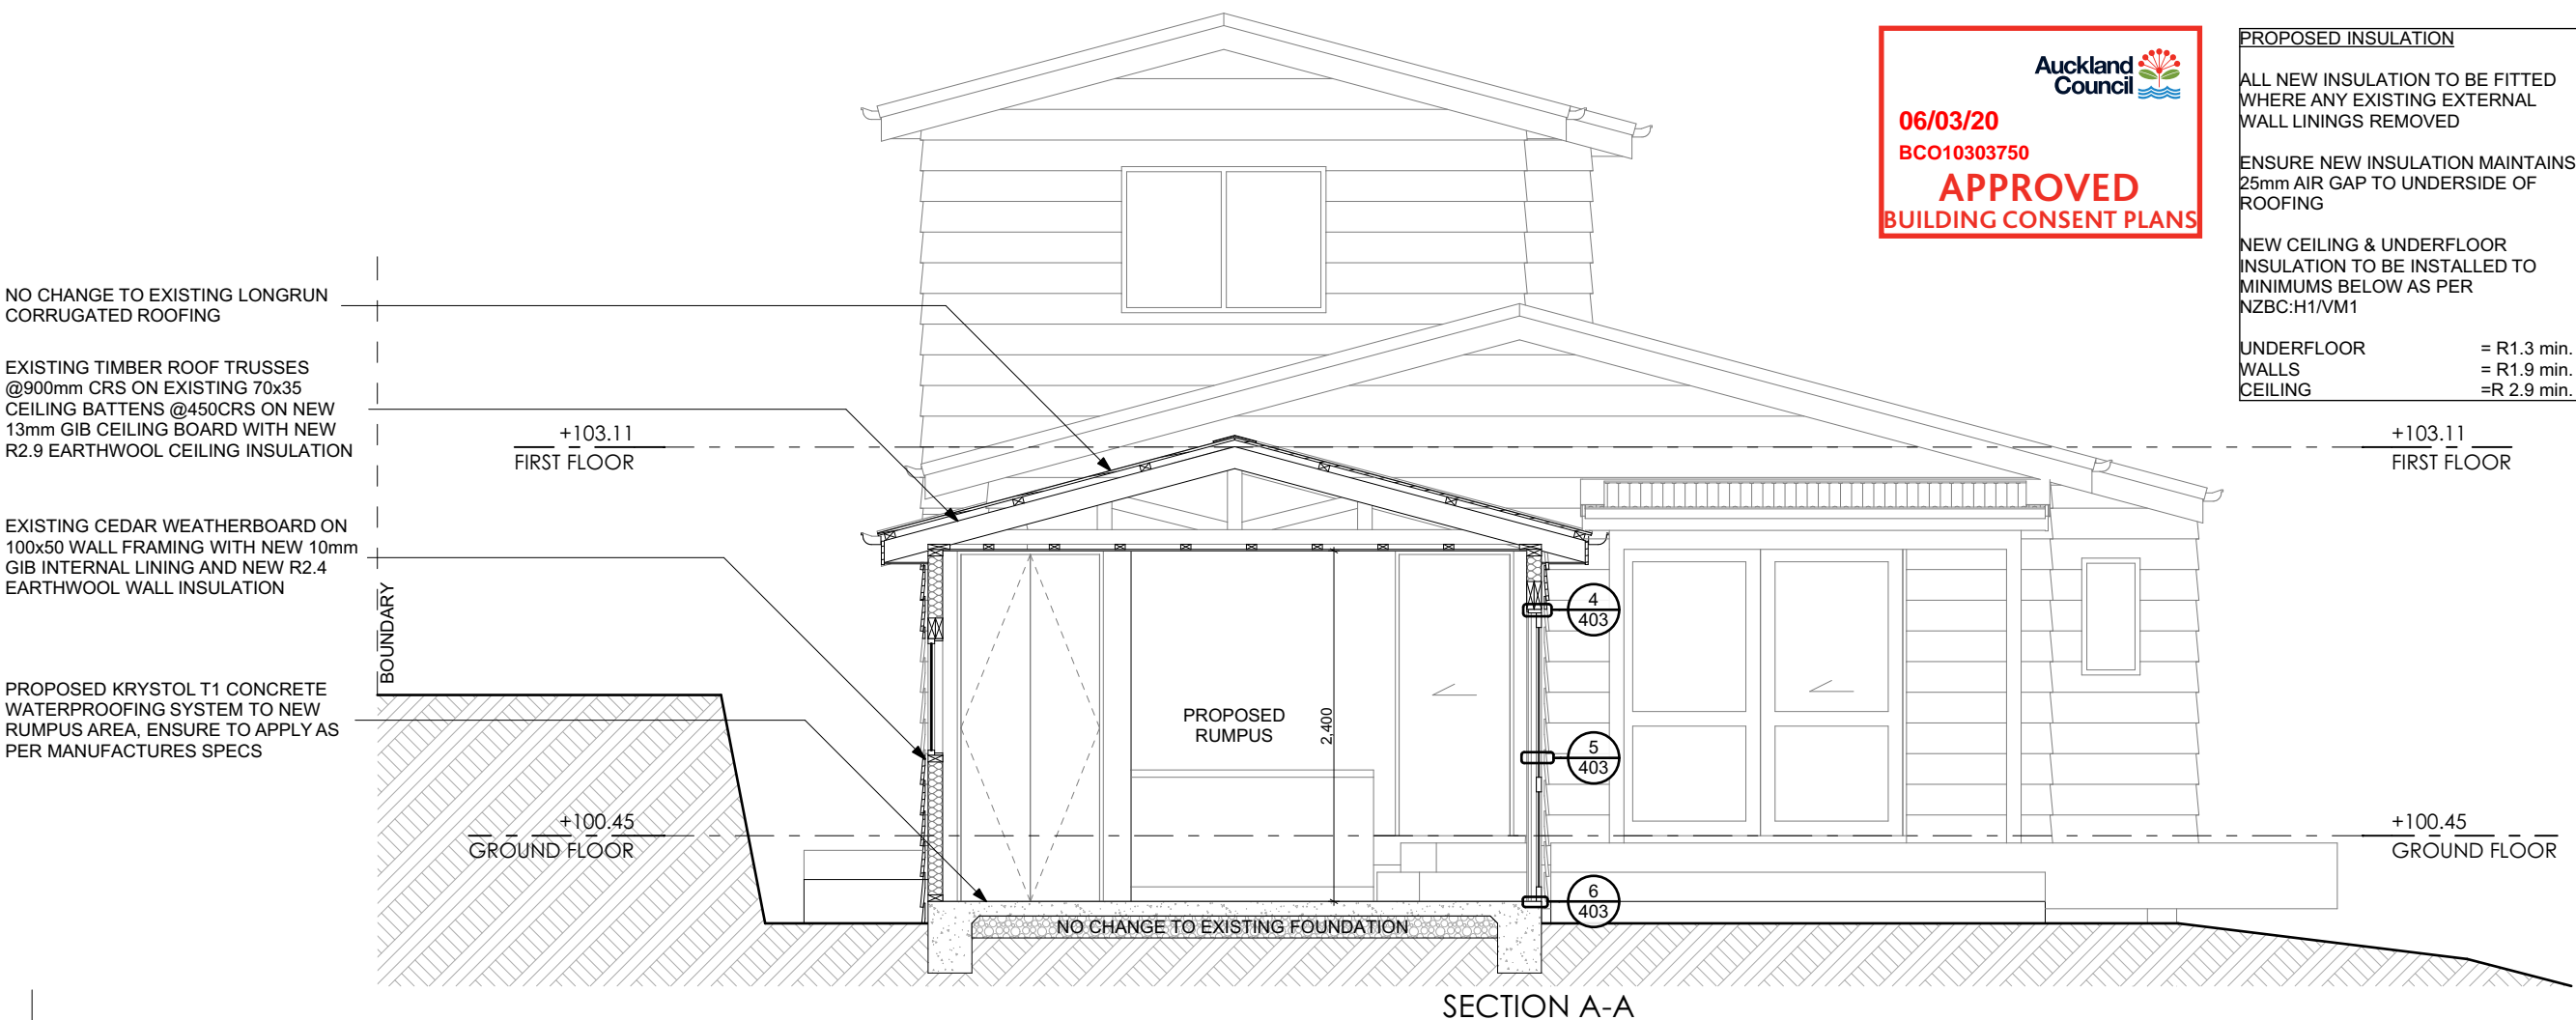 Auckland
Council
06/03/20
BCO10303750
APPROVED
BUILDING CONSENT PLANS
PROPOSED INSULATION
ALL NEW INSULATION TO BE FITTED
WHERE ANY EXISTING EXTERNAL
WALL LININGS REMOVED
ENSURE NEW INSULATION MAINTAINS
25mm AIR GAP TO UNDERSIDE OF
ROOFING
NEW CEILING & UNDERFLOOR
INSULATION TO BE INSTALLED TO
MINIMUMS BELOW AS PER
NZBC:H1/VM1
UNDERFLOOR = R1.3 min.
WALLS = R1.9 min.
CEILING =R 2.9 min.
NO CHANGE TO EXISTING LONGRUN
CORRUGATED ROOFING
EXISTING TIMBER ROOF TRUSSES
@900mm CRS ON EXISTING 70x35
CEILING BATTENS @450CRS ON NEW
13mm GIB CEILING BOARD WITH NEW
R2.9 EARTHWOOL CEILING INSULATION
EXISTING CEDAR WEATHERBOARD ON
100x50 WALL FRAMING WITH NEW 10mm
GIB INTERNAL LINING AND NEW R2.4
EARTHWOOL WALL INSULATION
PROPOSED KRYSTOL T1 CONCRETE
WATERPROOFING SYSTEM TO NEW
RUMPUS AREA, ENSURE TO APPLY AS
PER MANUFACTURES SPECS
BOUNDARY
+103.11
FIRST FLOOR
+103.11
FIRST FLOOR
+100.45
GROUND FLOOR
+100.45
GROUND FLOOR
PROPOSED
RUMPUS
2,400
4
403
5
403
6
403
NO CHANGE TO EXISTING FOUNDATION
SECTION A-A